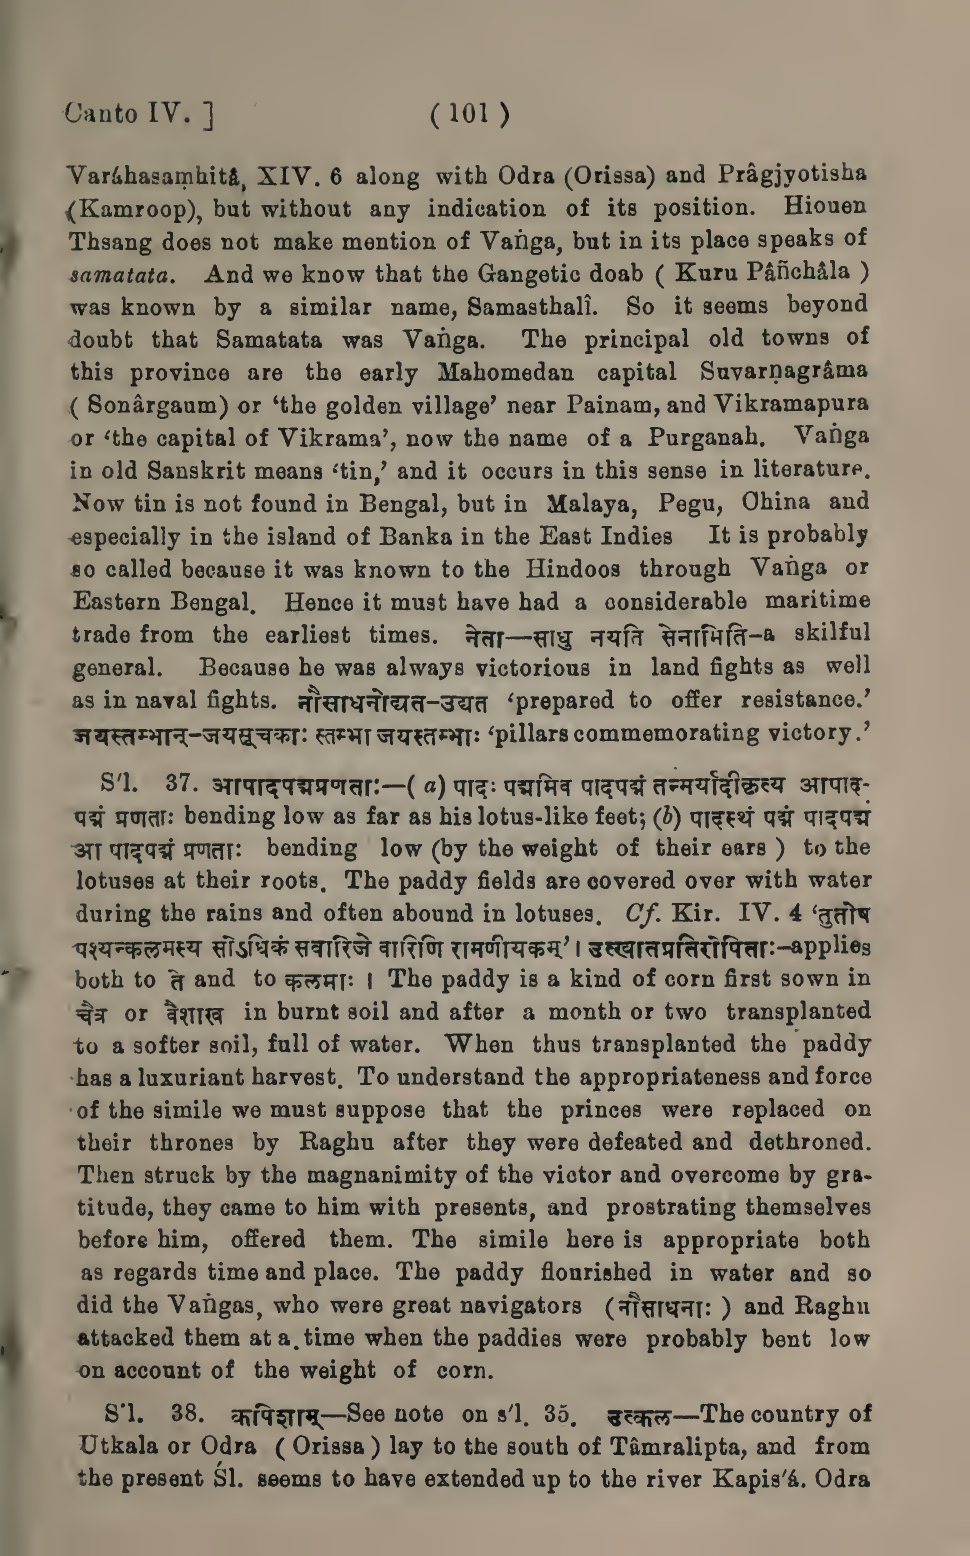 Canto IV. ] ( 101 )
Varáhasaṃhitâ, XIV. 6 along with Odra (Orissa) and Prâgjyotisha
(Kamroop), but without any indication of its position. Hiouen
Thsang does not make mention of Vaṅga, but in its place speaks of
samatata. And we know that the Gangetic doab ( Kuru Pâñchâla )
was known by a similar name, Samasthalî. So it seems beyond
doubt that Samatata was Vaṅga. The principal old towns of
this province are the early Mahomedan capital Suvarṇagrâma
( Sonârgaum) or ‘the golden village’ near Painam, and Vikramapura
or ‘the capital of Vikrama’, now the name of a Purganah. Vaṅga
in old Sanskrit means ‘tin,’ and it occurs in this sense in literature.
Now tin is not found in Bengal, but in Malaya, Pegu, China and
especially in the island of Banka in the East Indies It is probably
so called because it was known to the Hindoos through Vaṅga or
Eastern Bengal. Hence it must have had a considerable maritime
trade from the earliest times. नेता—साधु नयति सेनामिति–a skilful
general. Because he was always victorious in land fights as well
as in naval fights. नौसाधनोद्यत–उद्यत ‘prepared to offer resistance.’
जयस्तम्भान्–जयसूचकाः स्तम्भा जयस्तम्भाः ‘pillars commemorating victory.’
S'l. 37. आपादपद्मप्रणताः—( a) पादः पद्ममिव पादपद्मं तन्मर्यादीकृत्य आपाद-
पद्मं प्रणताः bending low as far as his lotus-like feet; (b) पादस्थं पद्मं पादपद्मं
आ पादपद्मं प्रणताः bending low (by the weight of their ears ) to the
lotuses at their roots. The paddy fields are covered over with water
during the rains and often abound in lotuses. Cf. Kir. IV. 4 ‘तुतोष
पश्यन्कलमस्य सोऽधिकं सवारिजे वारिणि रामणीयकम्’। उत्खातप्रतिरोपिताः–applies
both to ते and to कलमाः । The paddy is a kind of corn first sown in
चैत्र or वैशाख in burnt soil and after a month or two transplanted
to a softer soil, full of water. When thus transplanted the paddy
has a luxuriant harvest. To understand the appropriateness and force
of the simile we must suppose that the princes were replaced on
their thrones by Raghu after they were defeated and dethroned.
Then struck by the magnanimity of the victor and overcome by gra-
titude, they came to him with presents, and prostrating themselves
before him, offered them. The simile here is appropriate both
as regards time and place. The paddy flourished in water and so
did the Vaṅgas, who were great navigators (नौसाधनाः ) and Raghu
attacked them at a time when the paddies were probably bent low
on account of the weight of corn.
S'l. 38. कपिशाम्—See note on s'l. 35. उत्कल—The country of
Utkala or Oḍra ( Orissa ) lay to the south of Tâmralipta, and from
the present Śl. seems to have extended up to the river Kapis'á. Odra